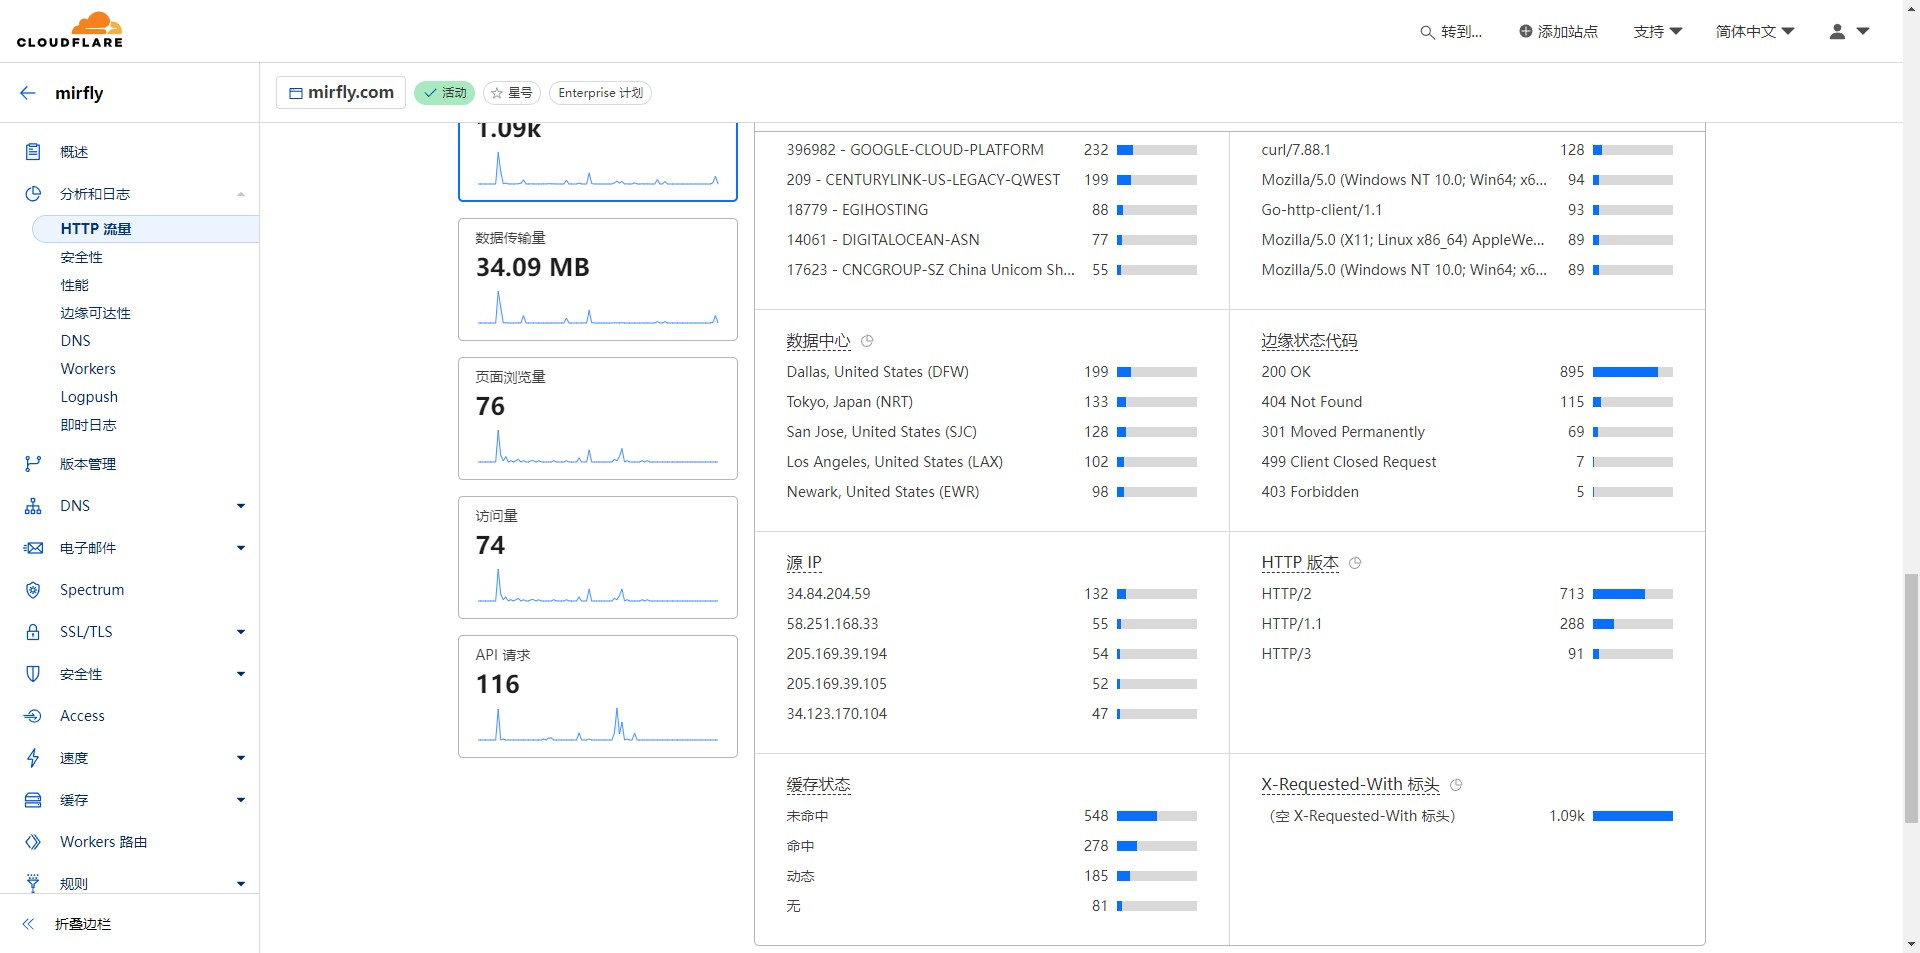 CLOUDFLARE
转到...
添加站点
支持
简体中文
mirfly
mirfly.com
活动
星号
Enterprise 计划
概述
分析和日志
HTTP 流量
安全性
性能
边缘可达性
DNS
Workers
Logpush
即时日志
版本管理
DNS
电子邮件
Spectrum
SSL/TLS
安全性
Access
速度
缓存
Workers 路由
规则
折叠边栏
1.09k
数据传输量
34.09 MB
页面浏览量
76
访问量
74
API 请求
116
396982 - GOOGLE-CLOUD-PLATFORM 232
209 - CENTURYLINK-US-LEGACY-QWEST 199
18779 - EGIHOSTING 88
14061 - DIGITALOCEAN-ASN 77
17623 - CNCGROUP-SZ China Unicom Sh... 55
curl/7.88.1 128
Mozilla/5.0 (Windows NT 10.0; Win64; x6... 94
Go-http-client/1.1 93
Mozilla/5.0 (X11; Linux x86_64) AppleWe... 89
Mozilla/5.0 (Windows NT 10.0; Win64; x6... 89
数据中心
Dallas, United States (DFW) 199
Tokyo, Japan (NRT) 133
San Jose, United States (SJC) 128
Los Angeles, United States (LAX) 102
Newark, United States (EWR) 98
边缘状态代码
200 OK 895
404 Not Found 115
301 Moved Permanently 69
499 Client Closed Request 7
403 Forbidden 5
源 IP
34.84.204.59 132
58.251.168.33 55
205.169.39.194 54
205.169.39.105 52
34.123.170.104 47
HTTP 版本
HTTP/2 713
HTTP/1.1 288
HTTP/3 91
缓存状态
未命中 548
命中 278
动态 185
无 81
X-Requested-With 标头
（空 X-Requested-With 标头） 1.09k